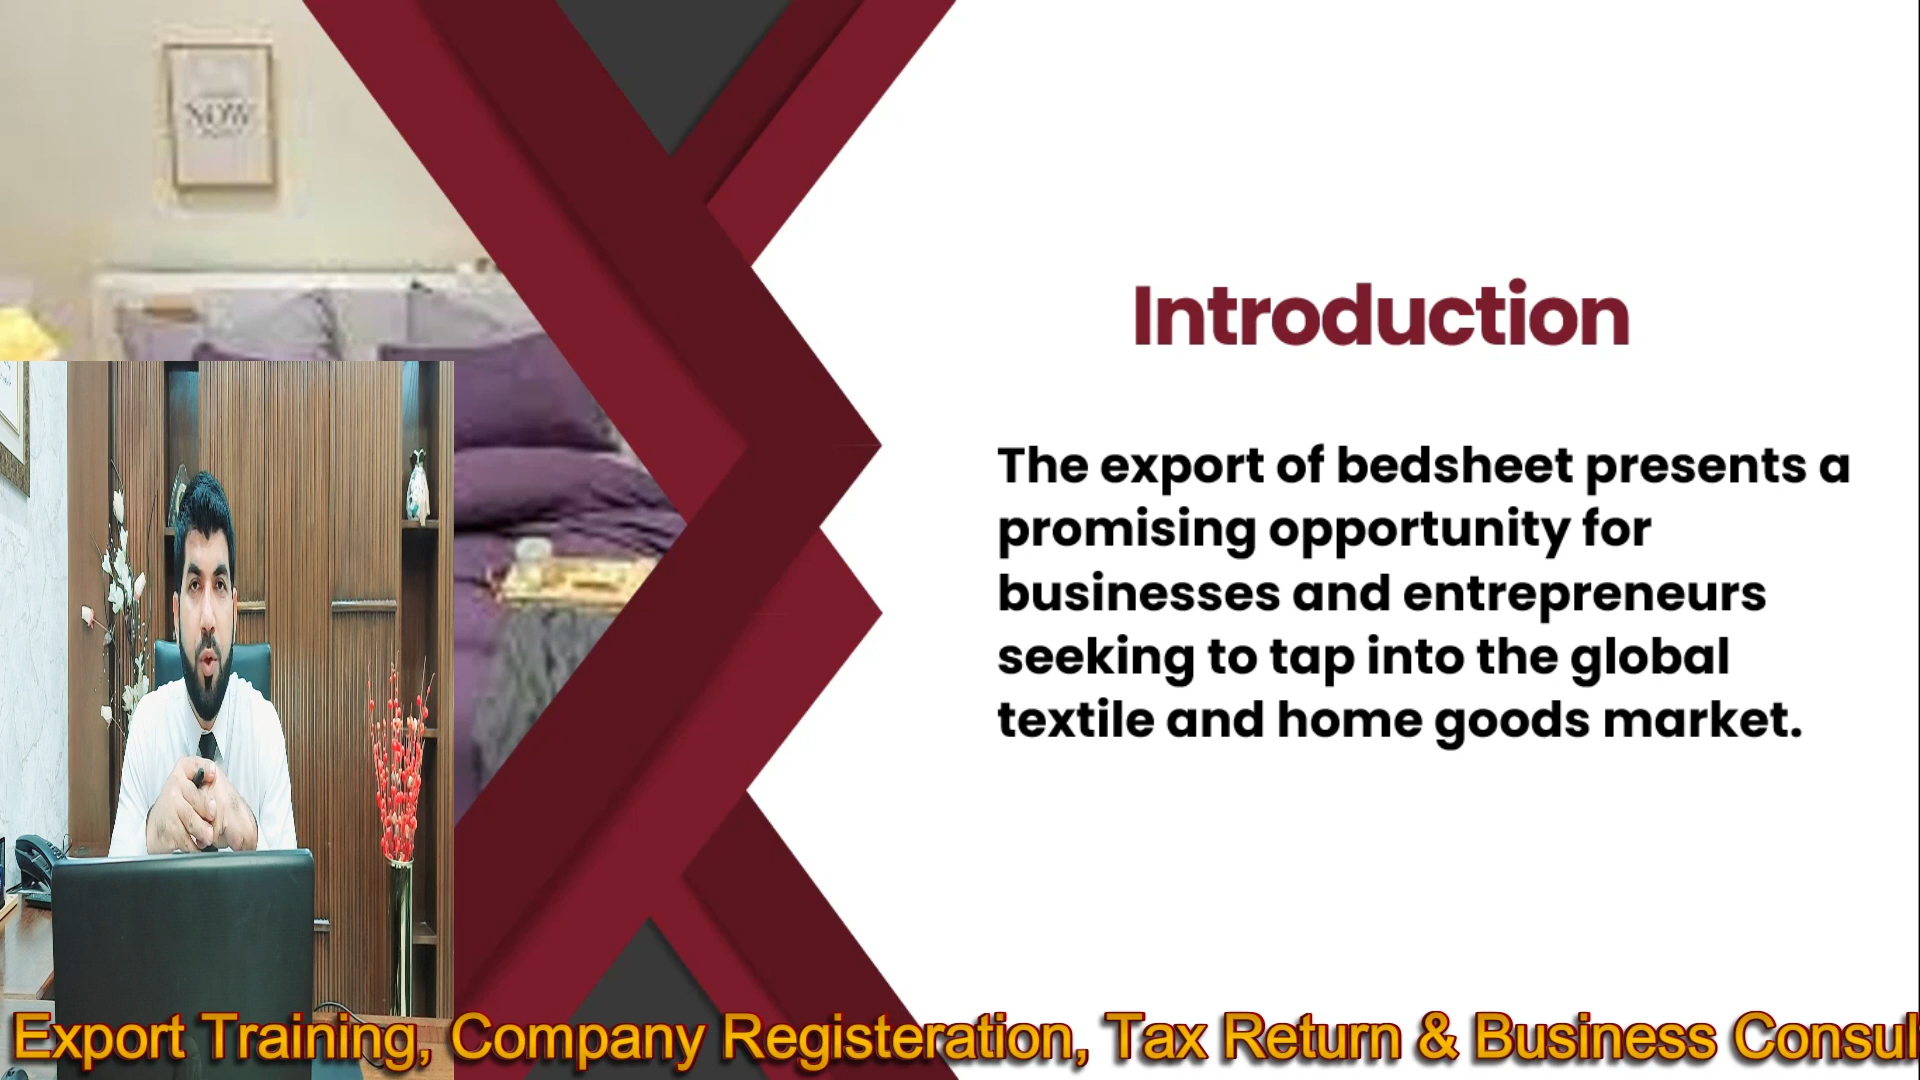 NOW
Introduction
The export of bedsheet presents a
promising opportunity for
businesses and entrepreneurs
seeking to tap into the global
textile and home goods market.
Export Training, Company Registeration, Tax Return & Business Consul